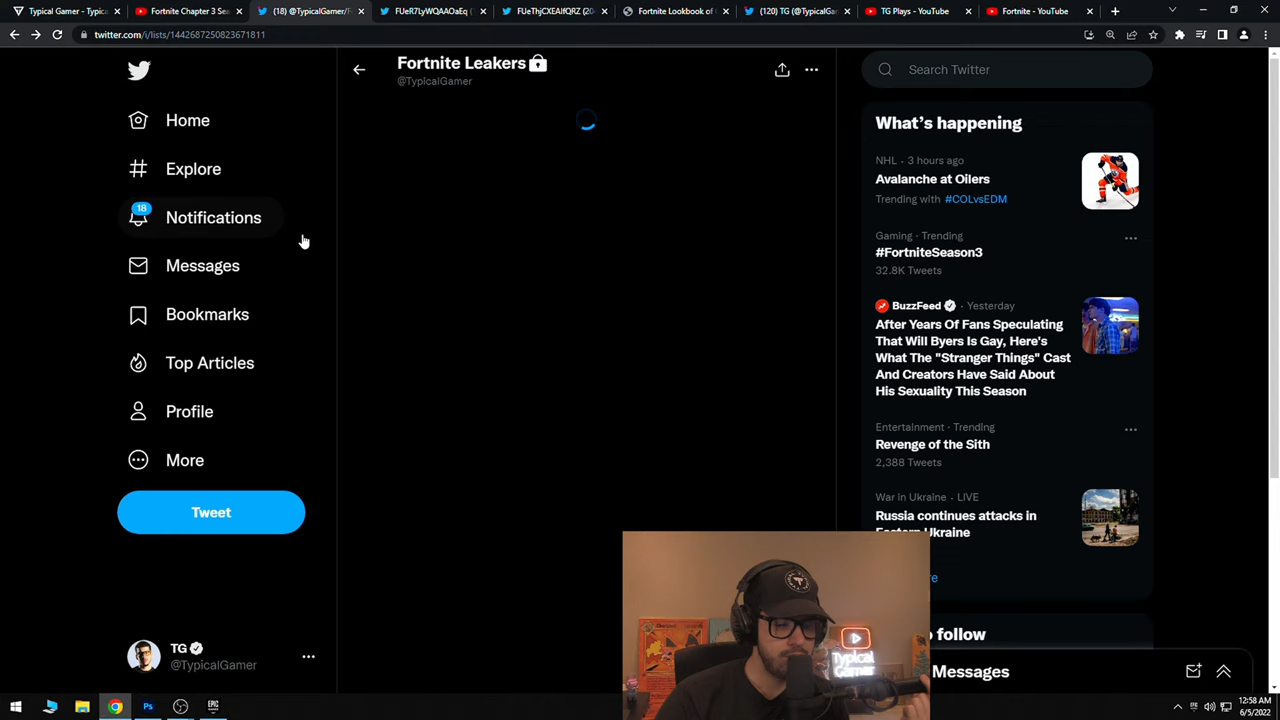 Typical Gamer - Typic
Fortnite Chapter 3 Sea
(18) @TypicalGamer/F
FUeR7LyWQAAOaEq (
FUeThjCXEAIfQRZ (20
Fortnite Lookbook of
(120) TG (@TypicalGa
TG Plays - YouTube
Fortnite - YouTube
twitter.com/i/lists/1442687250823671811
Fortnite Leakers
@TypicalGamer
Search Twitter
Home
Explore
18
Notifications
Messages
Bookmarks
Top Articles
Profile
More
Tweet
TG
@TypicalGamer
What's happening
NHL · 3 hours ago
Avalanche at Oilers
Trending with #COLvsEDM
Gaming · Trending
#FortniteSeason3
32.8K Tweets
BuzzFeed · Yesterday
After Years Of Fans Speculating
That Will Byers Is Gay, Here's
What The "Stranger Things" Cast
And Creators Have Said About
His Sexuality This Season
Entertainment · Trending
Revenge of the Sith
2,388 Tweets
War in Ukraine · LIVE
Russia continues attacks in
Eastern Ukraine
re
o follow
Messages
Typical
Gamer
Ps
EPIC
12:58 AM
6/5/2022